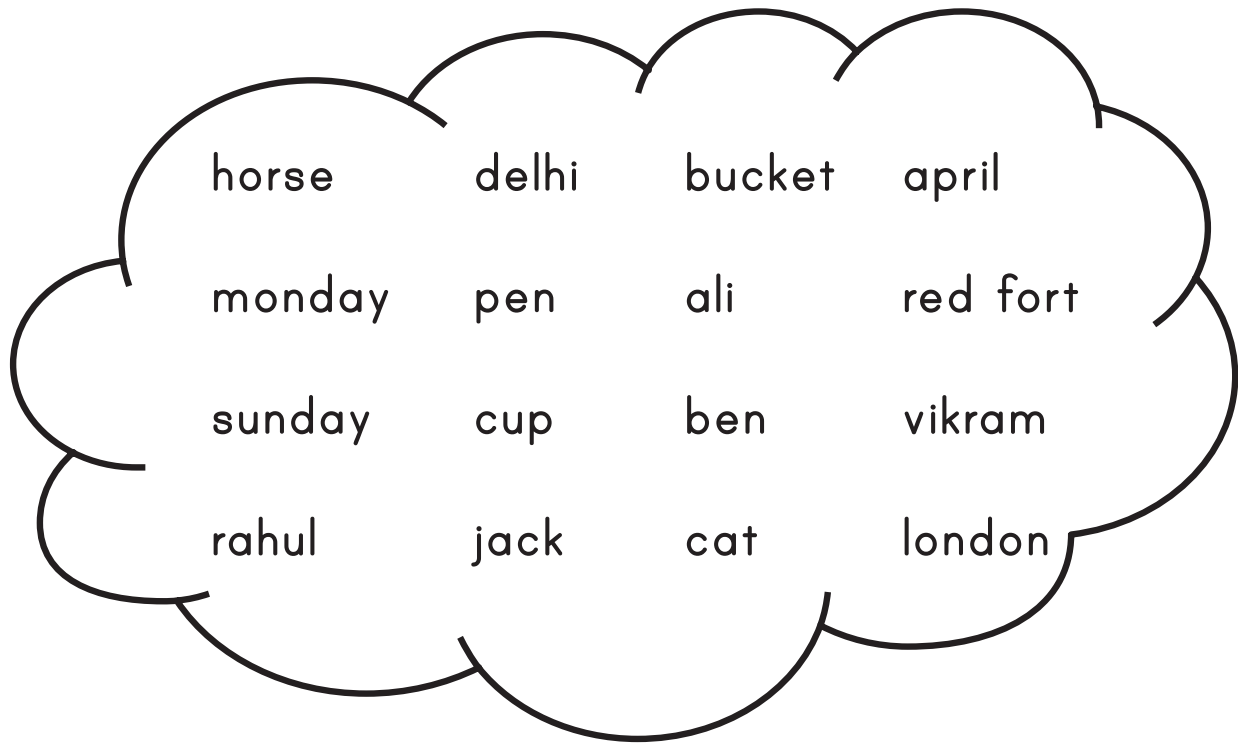 horse delhi bucket april
monday pen ali red fort
sunday cup ben vikram
rahul jack cat london